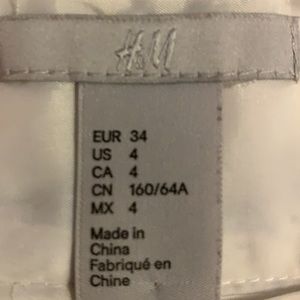 H&M
EUR 34
US 4
CA 4
CN 160/64A
MX 4
Made in
China
Fabriqué en
Chine